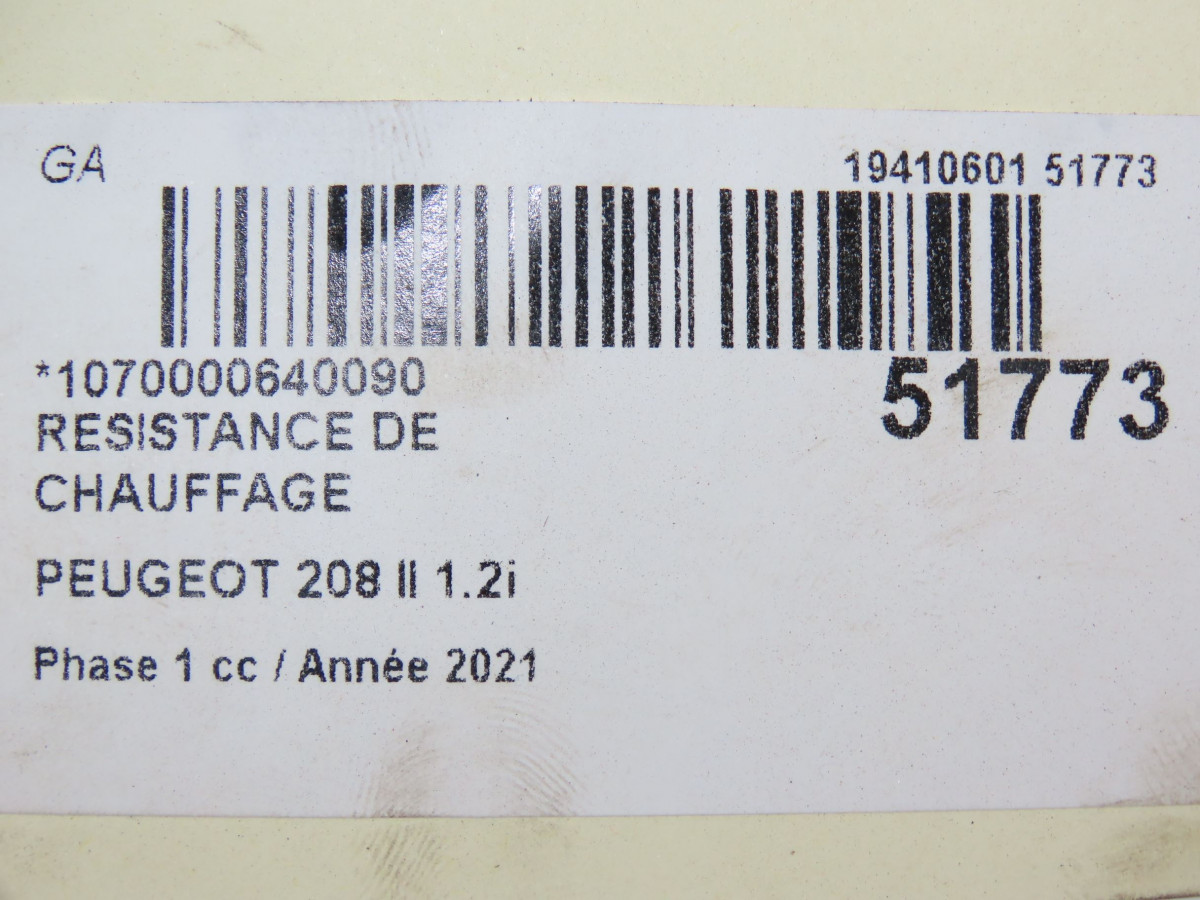 GA
19410601 51773
*1070000640090
51773
RESISTANCE DE
CHAUFFAGE
PEUGEOT 208 II 1.2i
Phase 1 cc / Année 2021